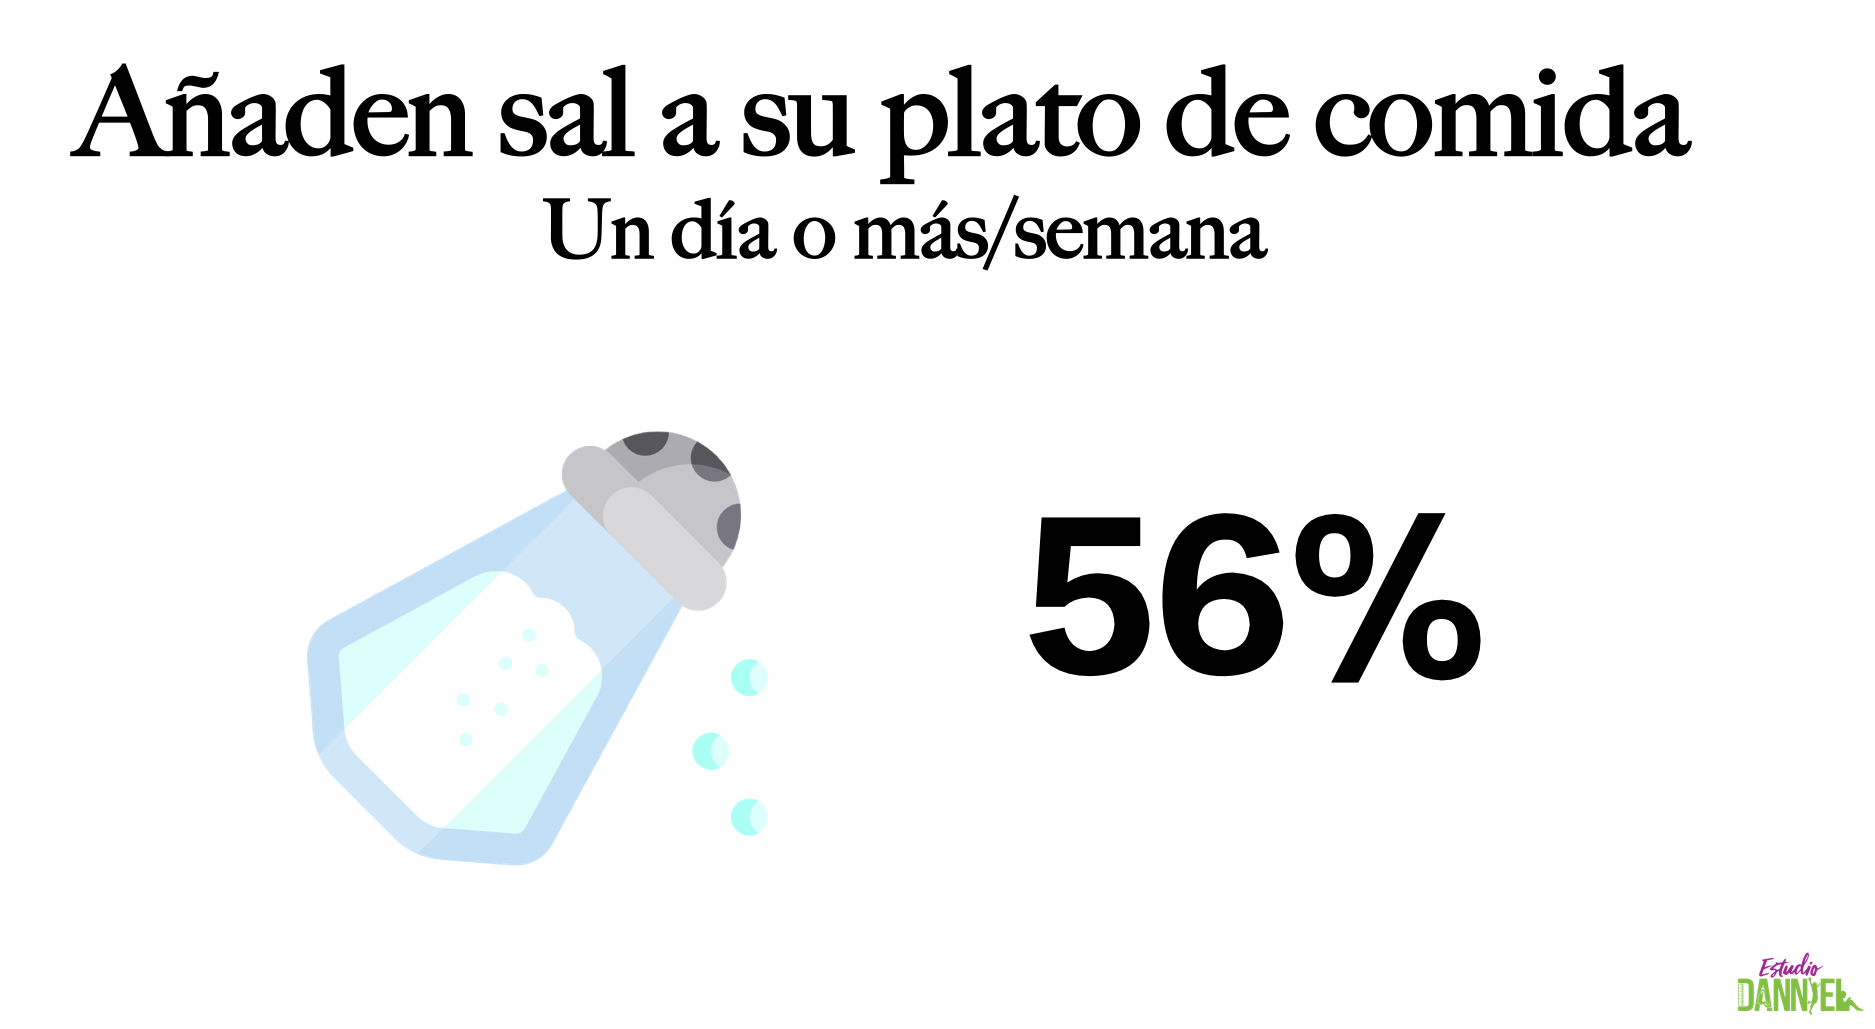 Añaden sal a su plato de comida
Un día o más/semana
56%
Estudio
DANNIEL